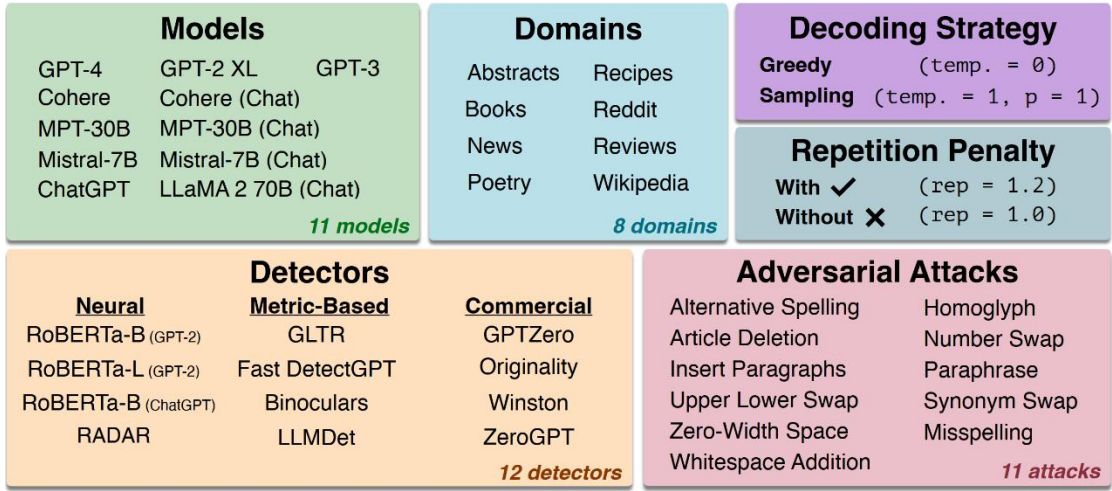 Models
GPT-4 GPT-2 XL GPT-3
Cohere Cohere (Chat)
MPT-30B MPT-30B (Chat)
Mistral-7B Mistral-7B (Chat)
ChatGPT LLaMA 2 70B (Chat)
11 models
Domains
Abstracts Recipes
Books Reddit
News Reviews
Poetry Wikipedia
8 domains
Decoding Strategy
Greedy (temp. = 0)
Sampling (temp. = 1, p = 1)
Repetition Penalty
With ✓ (rep = 1.2)
Without ✕ (rep = 1.0)
Detectors
Neural Metric-Based Commercial
RoBERTa-B (GPT-2) GLTR GPTZero
RoBERTa-L (GPT-2) Fast DetectGPT Originality
RoBERTa-B (ChatGPT) Binoculars Winston
RADAR LLMDet ZeroGPT
12 detectors
Adversarial Attacks
Alternative Spelling Homoglyph
Article Deletion Number Swap
Insert Paragraphs Paraphrase
Upper Lower Swap Synonym Swap
Zero-Width Space Misspelling
Whitespace Addition
11 attacks